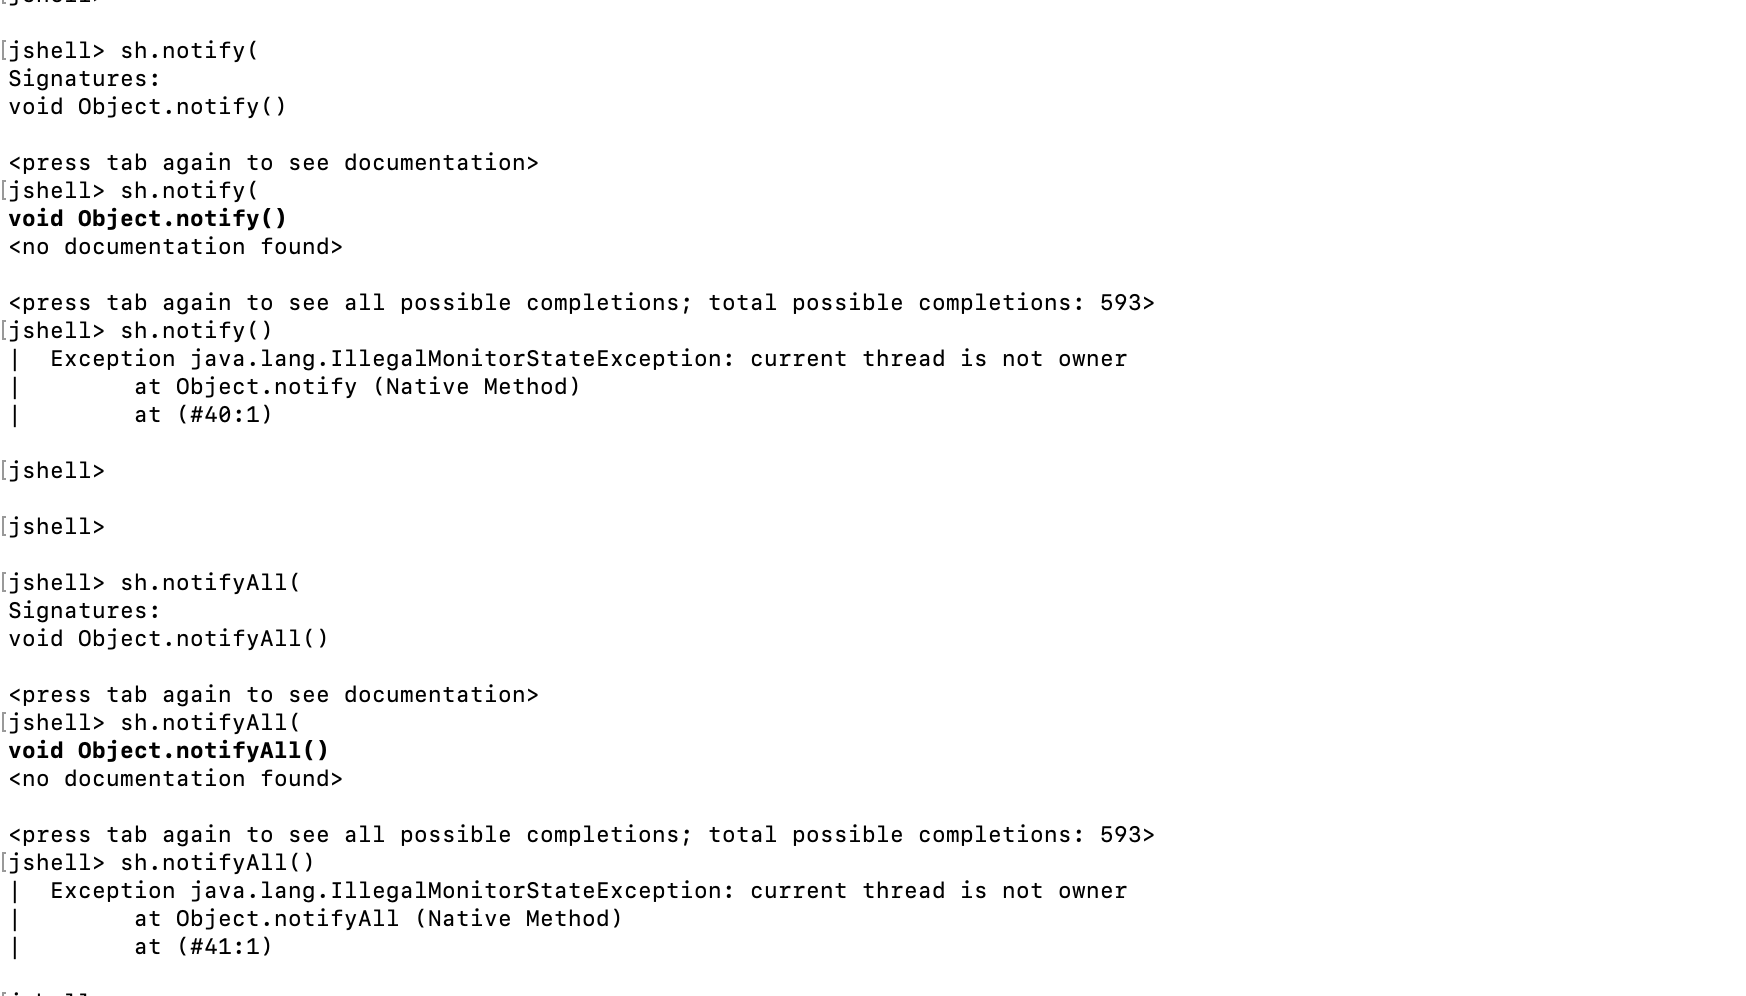 [jshell> sh.notify(
Signatures:
void Object.notify()
<press tab again to see documentation>
[jshell> sh.notify(
void Object.notify()
<no documentation found>
<press tab again to see all possible completions; total possible completions: 593>
[jshell> sh.notify()
|  Exception java.lang.IllegalMonitorStateException: current thread is not owner
|        at Object.notify (Native Method)
|        at (#40:1)
[jshell>
[jshell>
[jshell> sh.notifyAll(
Signatures:
void Object.notifyAll()
<press tab again to see documentation>
[jshell> sh.notifyAll(
void Object.notifyAll()
<no documentation found>
<press tab again to see all possible completions; total possible completions: 593>
[jshell> sh.notifyAll()
|  Exception java.lang.IllegalMonitorStateException: current thread is not owner
|        at Object.notifyAll (Native Method)
|        at (#41:1)